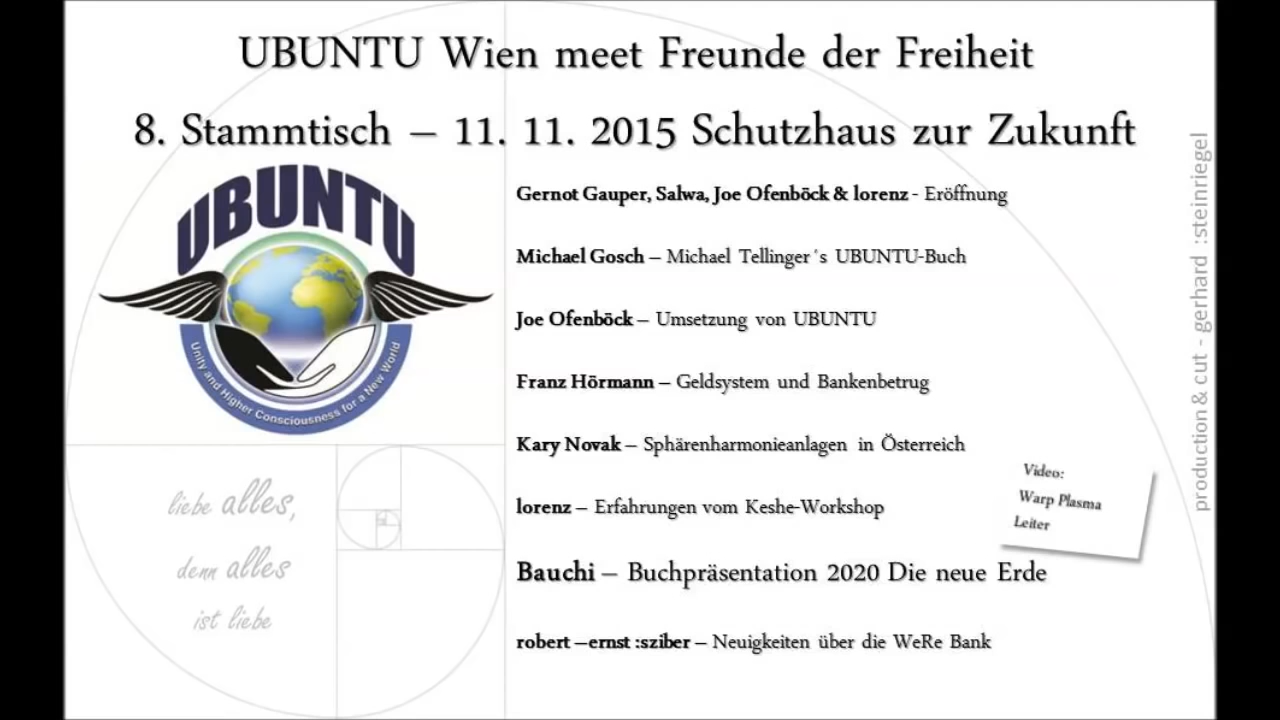 UBUNTU Wien meet Freunde der Freiheit
8. Stammtisch – 11. 11. 2015 Schutzhaus zur Zukunft
UBUNTU
Unity and Higher Consciousness for a New World
liebe alles,
denn alles
ist liebe
Gernot Gauper, Salwa, Joe Ofenböck & lorenz - Eröffnung
Michael Gosch – Michael Tellinger´s UBUNTU-Buch
Joe Ofenböck – Umsetzung von UBUNTU
Franz Hörmann – Geldsystem und Bankenbetrug
Kary Novak – Sphärenharmonieanlagen in Österreich
lorenz – Erfahrungen vom Keshe-Workshop
Bauchi – Buchpräsentation 2020 Die neue Erde
robert –ernst :sziber – Neuigkeiten über die WeRe Bank
Video:
Warp Plasma
Leiter
production & cut - gerhard :steinriegel